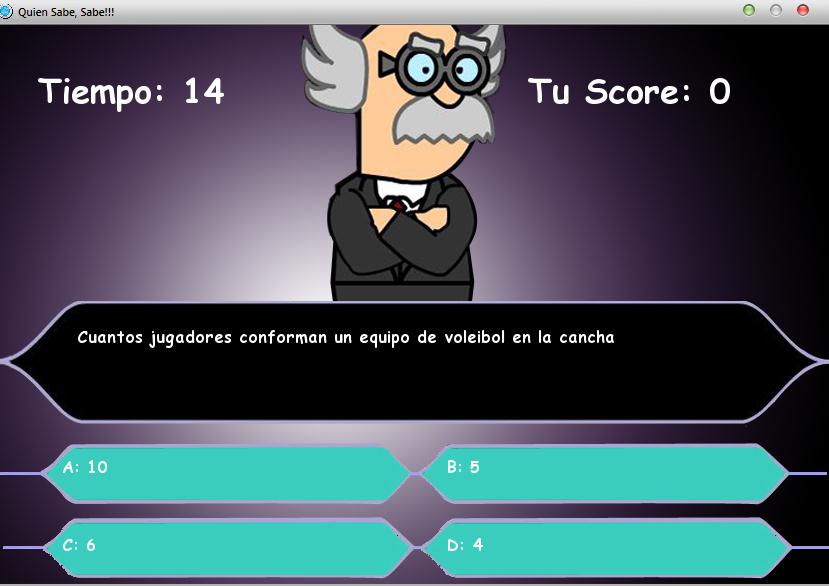 Quien Sabe, Sabe!!!
Tiempo: 14
Tu Score: 0
Cuantos jugadores conforman un equipo de voleibol en la cancha
A: 10
B: 5
C: 6
D: 4